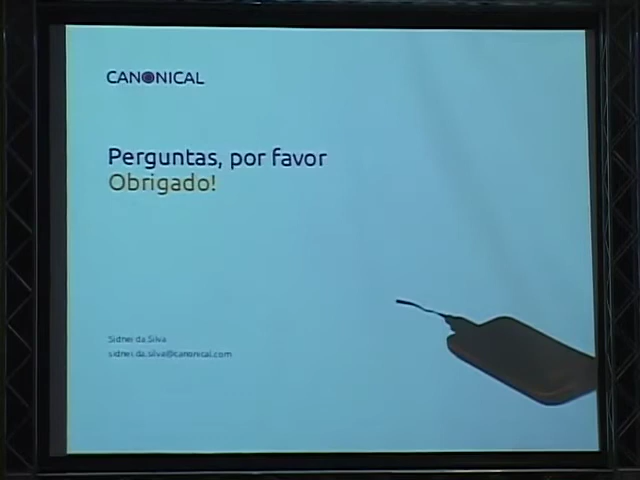 CANONICAL
Perguntas, por favor
Obrigado!
Sidnei da Silva
sidnei.da.silva@canonical.com